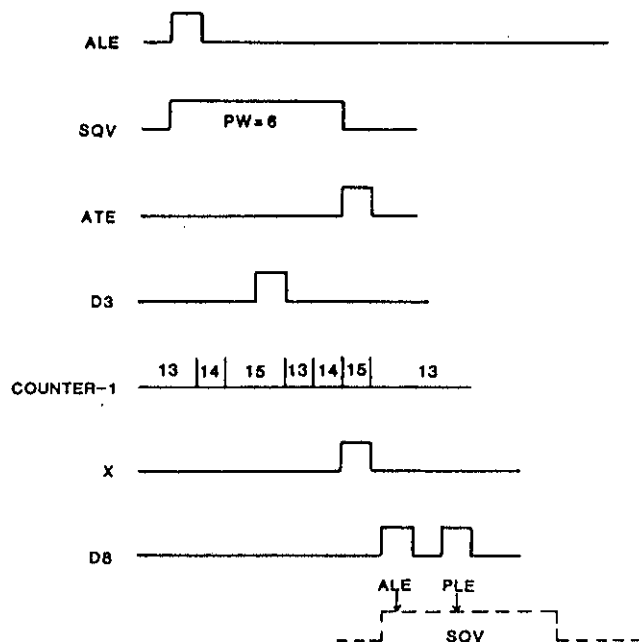 ALE
SQV
PW = 6
ATE
D3
COUNTER-1
13 14 15 13 14 15 13
X
D8
ALE PLE
SQV